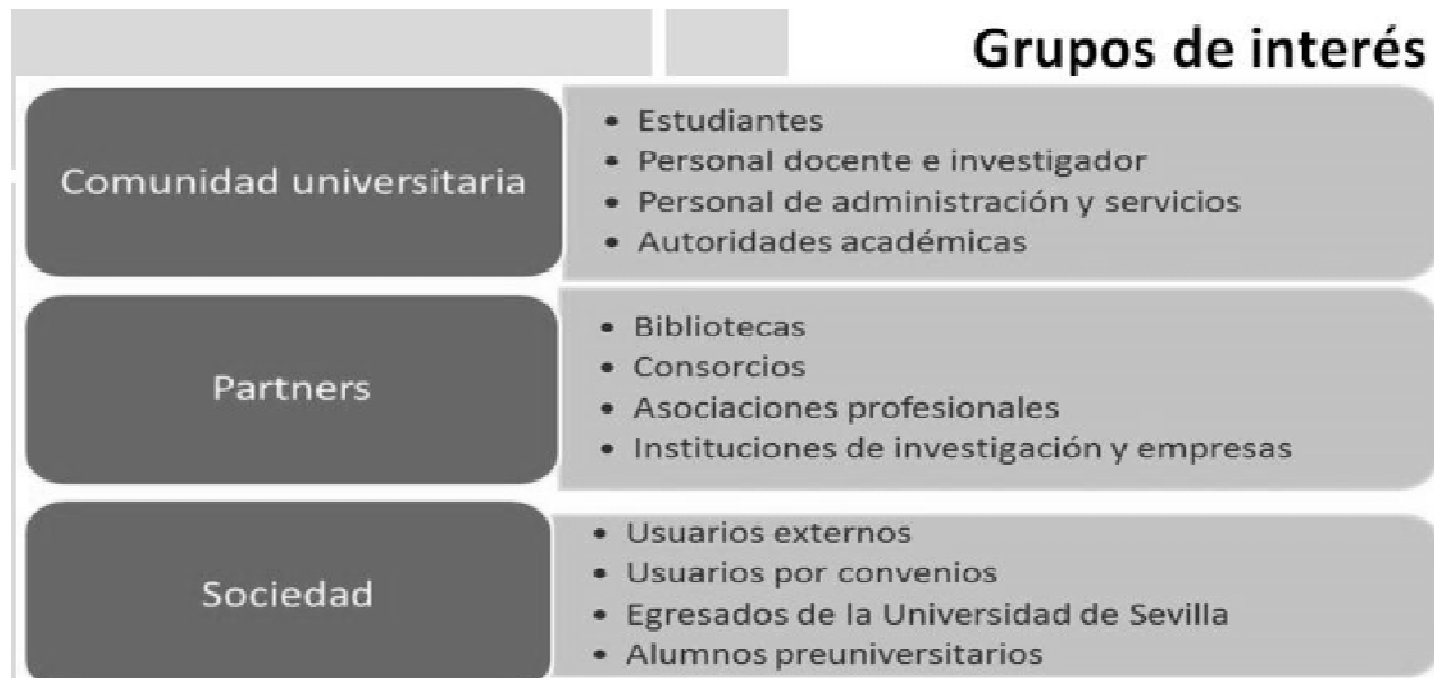 Grupos de interés
Comunidad universitaria
• Estudiantes
• Personal docente e investigador
• Personal de administración y servicios
• Autoridades académicas
Partners
• Bibliotecas
• Consorcios
• Asociaciones profesionales
• Instituciones de investigación y empresas
Sociedad
• Usuarios externos
• Usuarios por convenios
• Egresados de la Universidad de Sevilla
• Alumnos preuniversitarios